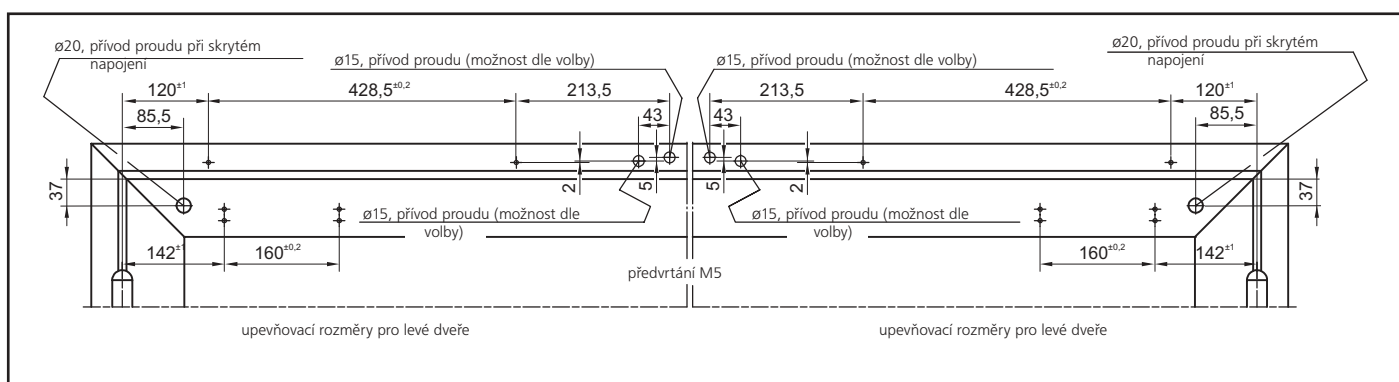 ø20, přívod proudu při skrytém
napojení
ø15, přívod proudu (možnost dle volby)
ø15, přívod proudu (možnost dle volby)
ø20, přívod proudu při skrytém
napojení
120±1
428,5±0,2
213,5
213,5
428,5±0,2
120±1
85,5
43
43
85,5
37
2
5
5
2
37
ø15, přívod proudu (možnost dle
volby)
ø15, přívod proudu (možnost dle
volby)
142±1
160±0,2
160±0,2
142±1
předvrtání M5
upevňovací rozměry pro levé dveře
upevňovací rozměry pro levé dveře